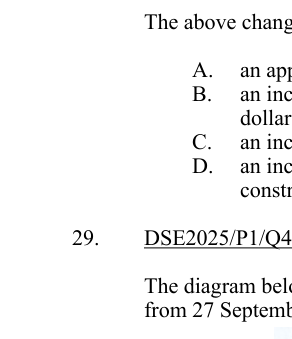 The above chang
A. an app
B. an inc
dollar
C. an inc
D. an inc
constr
29. DSE2025/P1/Q4
The diagram belo
from 27 Septemb